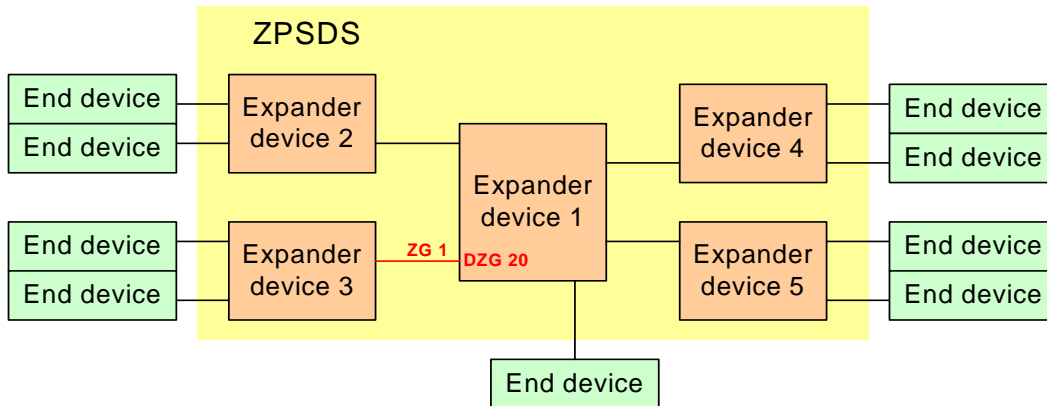 ZPSDS
End device
End device
Expander
device 2
Expander
device 4
End device
End device
Expander
device 1
End device
End device
Expander
device 3
ZG 1
DZG 20
Expander
device 5
End device
End device
End device